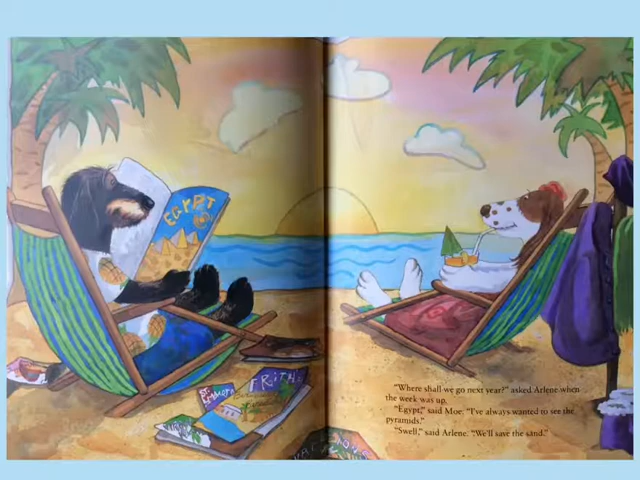 EGYPT
"Where shall we go next year?" asked Arlene when
the week was up.
"Egypt," said Moe. "I've always wanted to see the
pyramids."
"Swell," said Arlene. "We'll save the sand."